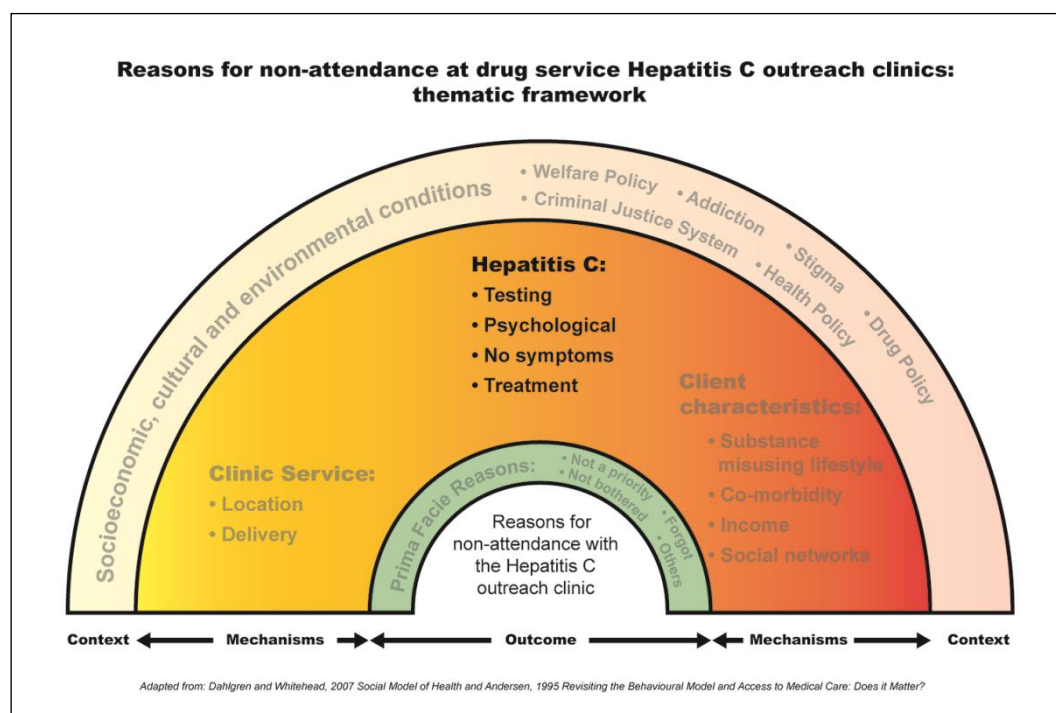 Reasons for non-attendance at drug service Hepatitis C outreach clinics:
thematic framework
Socioeconomic, cultural and environmental conditions
• Welfare Policy
• Criminal Justice System
• Addiction
• Stigma
• Health Policy
• Drug Policy
Hepatitis C:
• Testing
• Psychological
• No symptoms
• Treatment
Clinic Service:
• Location
• Delivery
Client
characteristics:
• Substance
misusing lifestyle
• Co-morbidity
• Income
• Social networks
Prima Facie Reasons:
• Not a priority
• Not bothered
• Forgot
• Others
Reasons for
non-attendance with
the Hepatitis C
outreach clinic
Context Mechanisms Outcome Mechanisms Context
Adapted from: Dahlgren and Whitehead, 2007 Social Model of Health and Andersen, 1995 Revisiting the Behavioural Model and Access to Medical Care: Does it Matter?